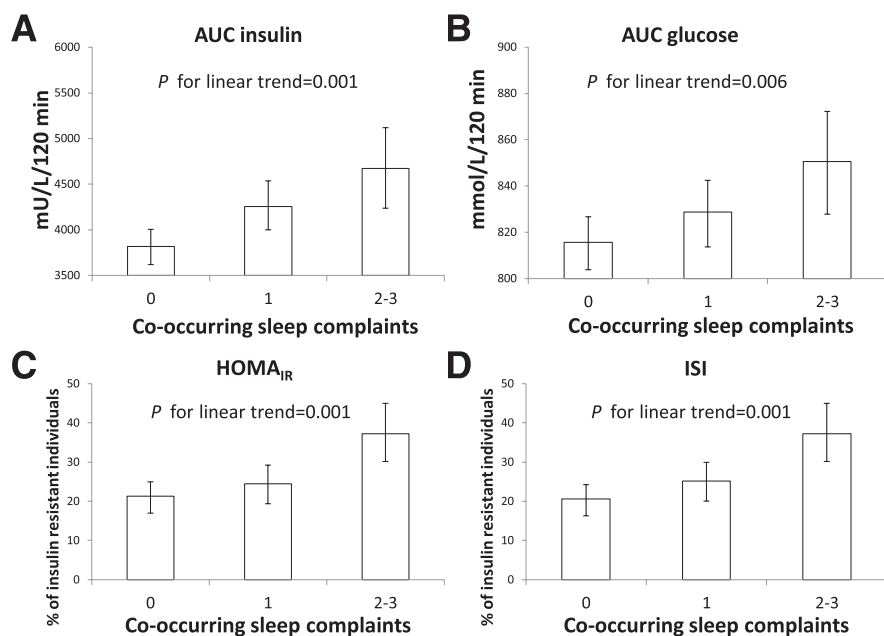 A
AUC insulin
P for linear trend=0.001
mU/L/120 min
6000
5500
5000
4500
4000
3500
0
1
2-3
Co-occurring sleep complaints
B
AUC glucose
P for linear trend=0.006
mmol/L/120 min
900
880
860
840
820
800
0
1
2-3
Co-occurring sleep complaints
C
HOMA_IR
P for linear trend=0.001
% of insulin resistant individuals
50
40
30
20
10
0
0
1
2-3
Co-occurring sleep complaints
D
ISI
P for linear trend=0.001
% of insulin resistant individuals
50
40
30
20
10
0
0
1
2-3
Co-occurring sleep complaints